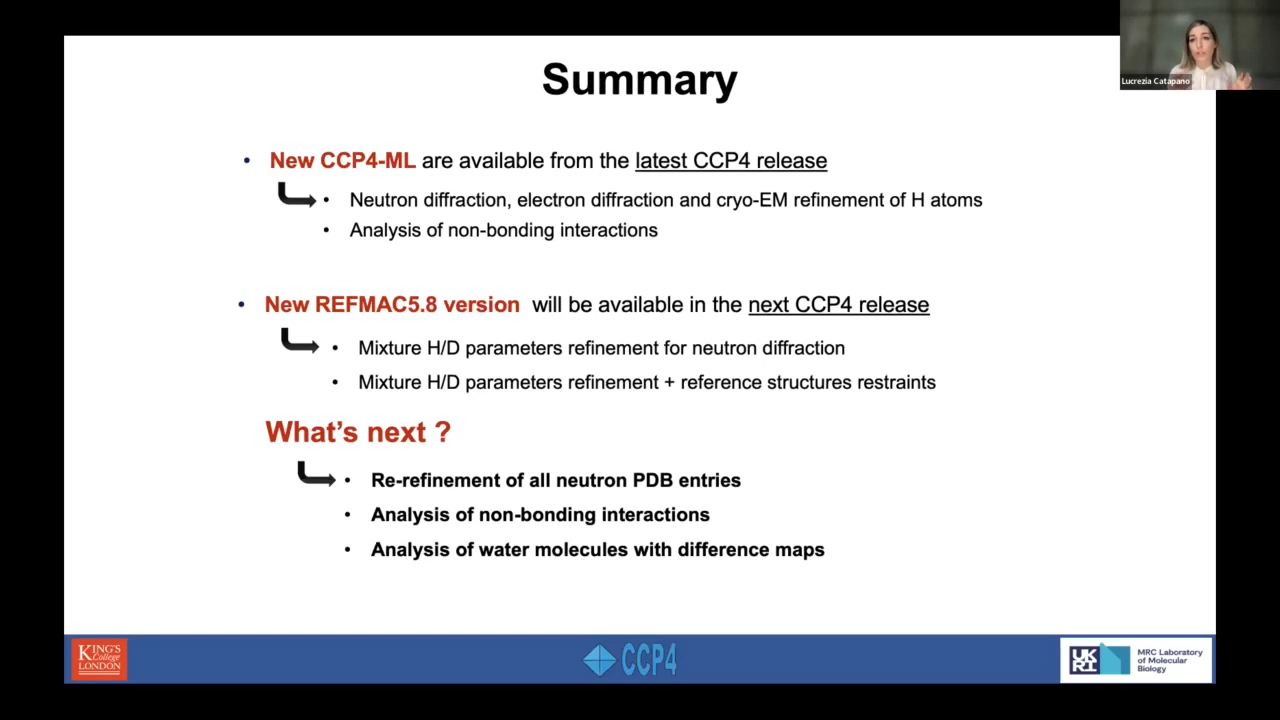 Lucrezia Catapano
Summary
• New CCP4-ML are available from the latest CCP4 release
• Neutron diffraction, electron diffraction and cryo-EM refinement of H atoms
• Analysis of non-bonding interactions
• New REFMAC5.8 version will be available in the next CCP4 release
• Mixture H/D parameters refinement for neutron diffraction
• Mixture H/D parameters refinement + reference structures restraints
What's next ?
• Re-refinement of all neutron PDB entries
• Analysis of non-bonding interactions
• Analysis of water molecules with difference maps
KING'S
College
LONDON
CCP4
UK
RI
MRC Laboratory
of Molecular
Biology